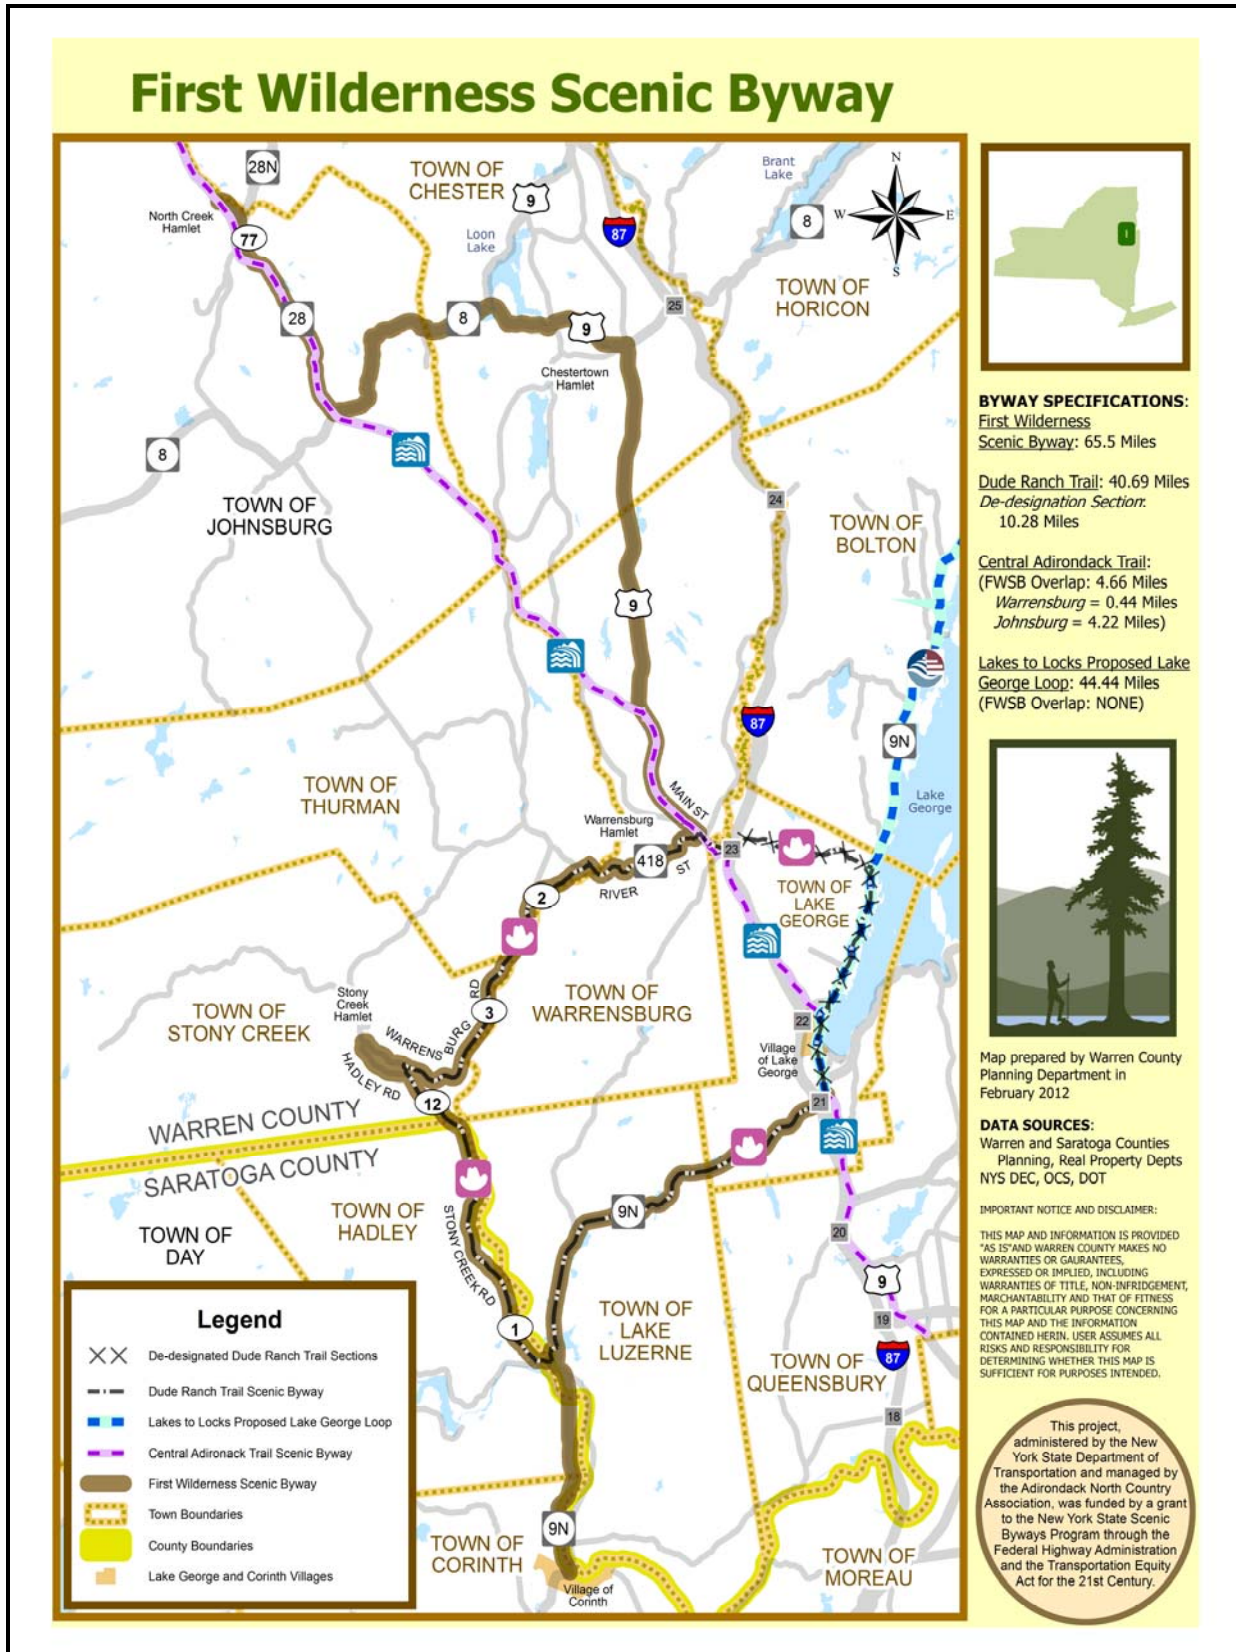 First Wilderness Scenic Byway
28N
TOWN OF
CHESTER
9
Brant
Lake
N
W
E
S
8
North Creek
Hamlet
77
Loon
Lake
87
TOWN OF
HORICON
28
8
9
25
Chestertown
Hamlet
8
TOWN OF
JOHNSBURG
24
TOWN OF
BOLTON
9
87
9N
Lake
George
TOWN OF
THURMAN
MAIN ST
Warrensburg
Hamlet
23
418
RIVER ST
2
TOWN OF
LAKE
GEORGE
TOWN OF
STONY CREEK
Stony
Creek
Hamlet
TOWN OF
WARRENSBURG
3
WARRENSBURG RD
HADLEY RD
12
22
Village
of Lake
George
21
WARREN COUNTY
SARATOGA COUNTY
TOWN OF
DAY
TOWN OF
HADLEY
STONY CREEK RD
9N
20
9
19
87
1
TOWN OF
LAKE
LUZERNE
TOWN OF
QUEENSBURY
18
9N
TOWN OF
CORINTH
Village of
Corinth
TOWN OF
MOREAU
Legend
De-designated Dude Ranch Trail Sections
Dude Ranch Trail Scenic Byway
Lakes to Locks Proposed Lake George Loop
Central Adironack Trail Scenic Byway
First Wilderness Scenic Byway
Town Boundaries
County Boundaries
Lake George and Corinth Villages
BYWAY SPECIFICATIONS:
First Wilderness
Scenic Byway: 65.5 Miles
Dude Ranch Trail: 40.69 Miles
De-designation Section:
10.28 Miles
Central Adirondack Trail:
(FWSB Overlap: 4.66 Miles
Warrensburg = 0.44 Miles
Johnsburg = 4.22 Miles)
Lakes to Locks Proposed Lake
George Loop: 44.44 Miles
(FWSB Overlap: NONE)
Map prepared by Warren County
Planning Department in
February 2012
DATA SOURCES:
Warren and Saratoga Counties
Planning, Real Property Depts
NYS DEC, OCS, DOT
IMPORTANT NOTICE AND DISCLAIMER:
THIS MAP AND INFORMATION IS PROVIDED
"AS IS"AND WARREN COUNTY MAKES NO
WARRANTIES OR GAURANTEES,
EXPRESSED OR IMPLIED, INCLUDING
WARRANTIES OF TITLE, NON-INFRIDGEMENT,
MARCHANTABILITY AND THAT OF FITNESS
FOR A PARTICULAR PURPOSE CONCERNING
THIS MAP AND THE INFORMATION
CONTAINED HERIN. USER ASSUMES ALL
RISKS AND RESPONSIBILITY FOR
DETERMINING WHETHER THIS MAP IS
SUFFICIENT FOR PURPOSES INTENDED.
This project,
administered by the New
York State Department of
Transportation and managed by
the Adirondack North Country
Association, was funded by a grant
to the New York State Scenic
Byways Program through the
Federal Highway Administration
and the Transportation Equity
Act for the 21st Century.